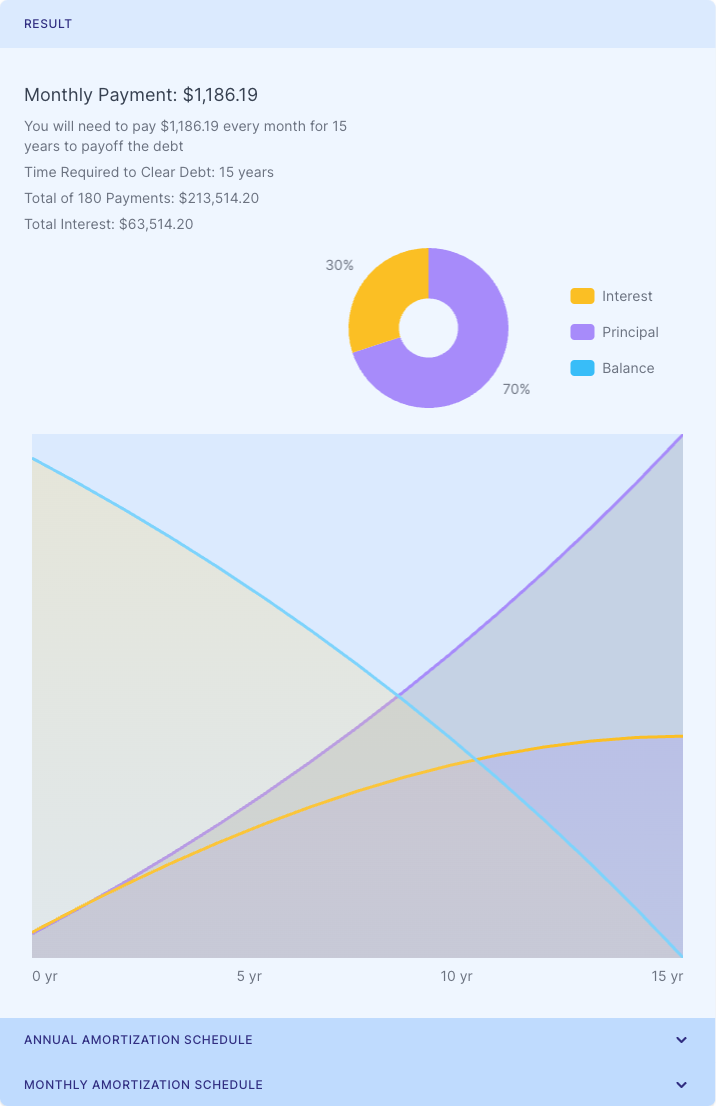 RESULT
Monthly Payment: $1,186.19
You will need to pay $1,186.19 every month for 15
years to payoff the debt
Time Required to Clear Debt: 15 years
Total of 180 Payments: $213,514.20
Total Interest: $63,514.20
30%
70%
Interest
Principal
Balance
0 yr
5 yr
10 yr
15 yr
ANNUAL AMORTIZATION SCHEDULE
MONTHLY AMORTIZATION SCHEDULE